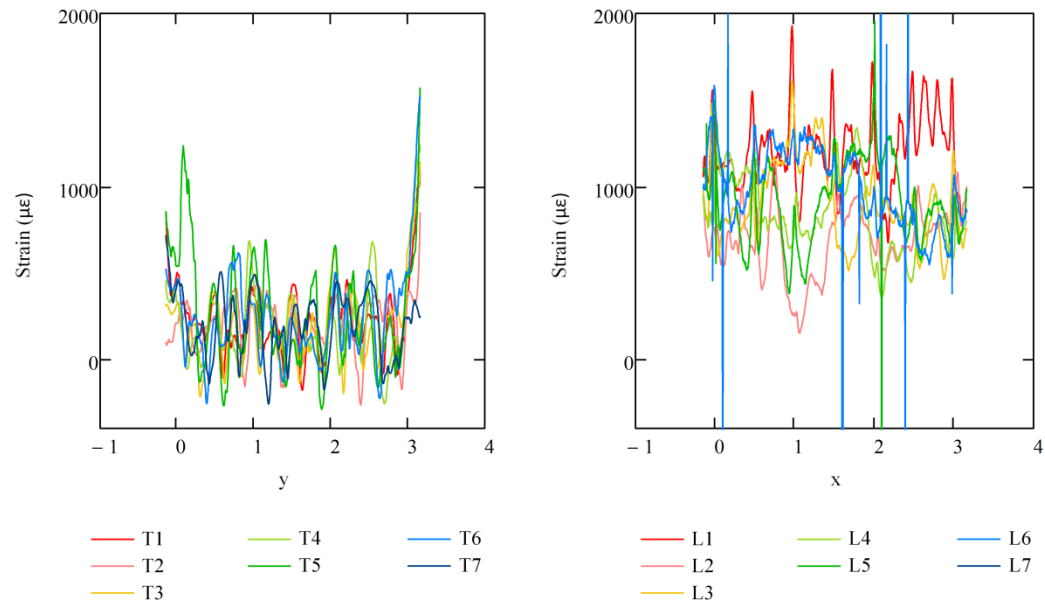 2000
1000
0
Strain (με)
− 1 0 1 2 3 4
y
T1 T4 T6
T2 T5 T7
T3
2000
1000
0
Strain (με)
− 1 0 1 2 3 4
x
L1 L4 L6
L2 L5 L7
L3